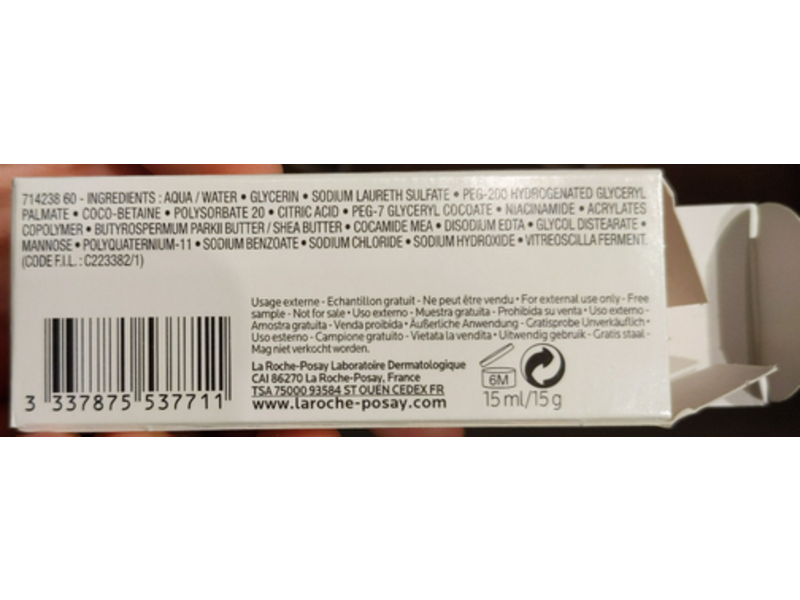 714238 60 - INGREDIENTS : AQUA / WATER • GLYCERIN • SODIUM LAURETH SULFATE • PEG-200 HYDROGENATED GLYCERYL
PALMATE • COCO-BETAINE • POLYSORBATE 20 • CITRIC ACID • PEG-7 GLYCERYL COCOATE • NIACINAMIDE • ACRYLATES
COPOLYMER • BUTYROSPERMUM PARKII BUTTER / SHEA BUTTER • COCAMIDE MEA • DISODIUM EDTA • GLYCOL DISTEARATE •
MANNOSE • POLYQUATERNIUM-11 • SODIUM BENZOATE • SODIUM CHLORIDE • SODIUM HYDROXIDE • VITREOSCILLA FERMENT.
(CODE F.I.L. : C223382/1)
Usage externe - Echantillon gratuit - Ne peut être vendu • For external use only - Free
sample - Not for sale • Uso externo - Muestra gratuita - Prohibida su venta • Uso externo -
Amostra gratuita - Venda proibida • Äußerliche Anwendung - Gratisprobe Unverkäuflich •
Uso esterno - Campione gratuito - Vietata la vendita • Uitwendig gebruik - Gratis staal -
Mag niet verkocht worden.
La Roche-Posay Laboratoire Dermatologique
CAI 86270 La Roche-Posay, France
TSA 75000 93584 ST OUEN CEDEX FR
www.laroche-posay.com
6M
15 ml/15 g
3 337875 537711